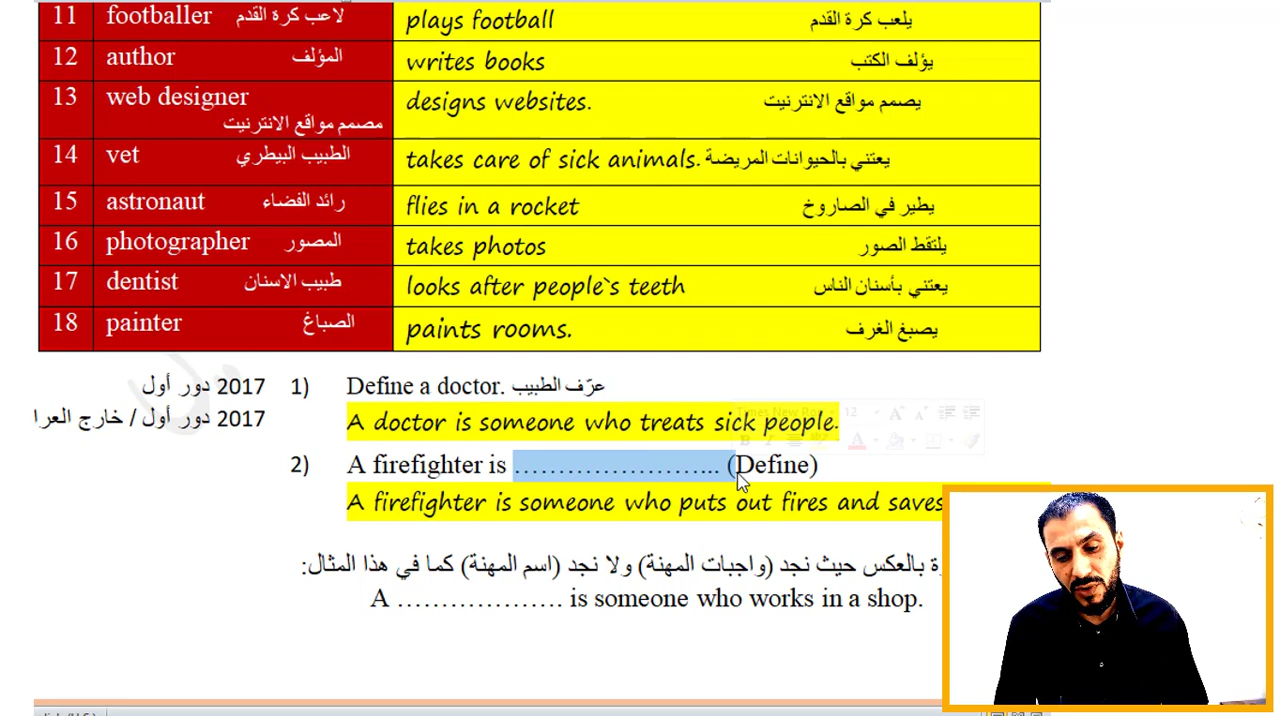 11 footballer لاعب كرة القدم plays football يلعب كرة القدم
12 author المؤلف writes books يؤلف الكتب
13 web designer designs websites. يصمم مواقع الانترنيت
مصمم مواقع الانترنيت
14 vet الطبيب البيطري takes care of sick animals. يعتني بالحيوانات المريضة
15 astronaut رائد الفضاء flies in a rocket يطير في الصاروخ
16 photographer المصور takes photos يلتقط الصور
17 dentist طبيب الاسنان looks after people`s teeth يعتني بأسنان الناس
18 painter الصباغ paints rooms. يصبغ الغرف
2017 دور أول 1) Define a doctor. عرّف الطبيب
2017 دور أول / خارج العرا A doctor is someone who treats sick people.
2) A firefighter is …………………... (Define)
A firefighter is someone who puts out fires and saves
بالعكس حيث نجد (واجبات المهنة) ولا نجد (اسم المهنة) كما في هذا المثال:
A ………………. is someone who works in a shop.